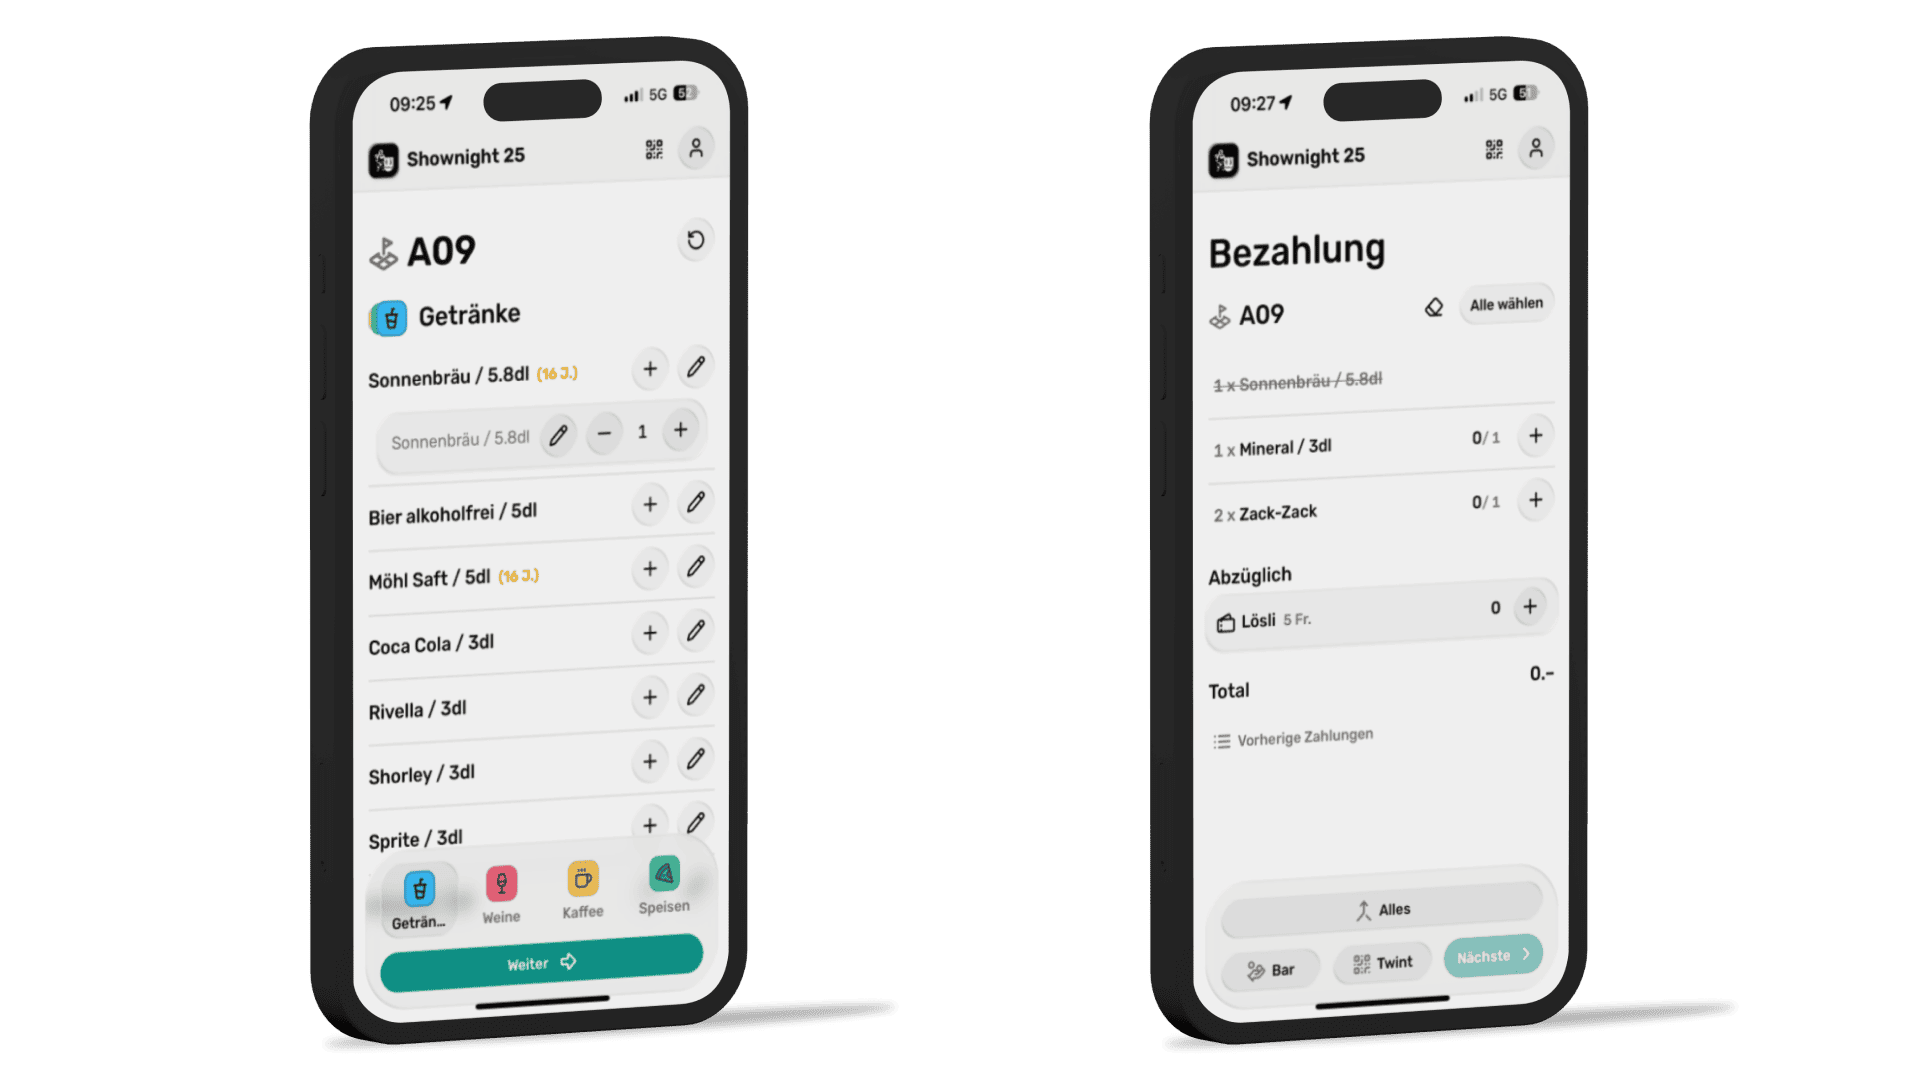 09:25
5G 52
Shownight 25
A09
Getränke
Sonnenbräu / 5.8dl (16 J.)
Sonnenbräu / 5.8dl 1
Bier alkoholfrei / 5dl
Möhl Saft / 5dl (16 J.)
Coca Cola / 3dl
Rivella / 3dl
Shorley / 3dl
Sprite / 3dl
Geträn... Weine Kaffee Speisen
Weiter
09:27
5G 51
Shownight 25
Bezahlung
A09 Alle wählen
1 x Sonnenbräu / 5.8dl
1 x Mineral / 3dl 0/ 1
2 x Zack-Zack 0/ 1
Abzüglich
Lösli 5 Fr. 0
Total 0.–
Vorherige Zahlungen
Alles
Bar Twint Nächste